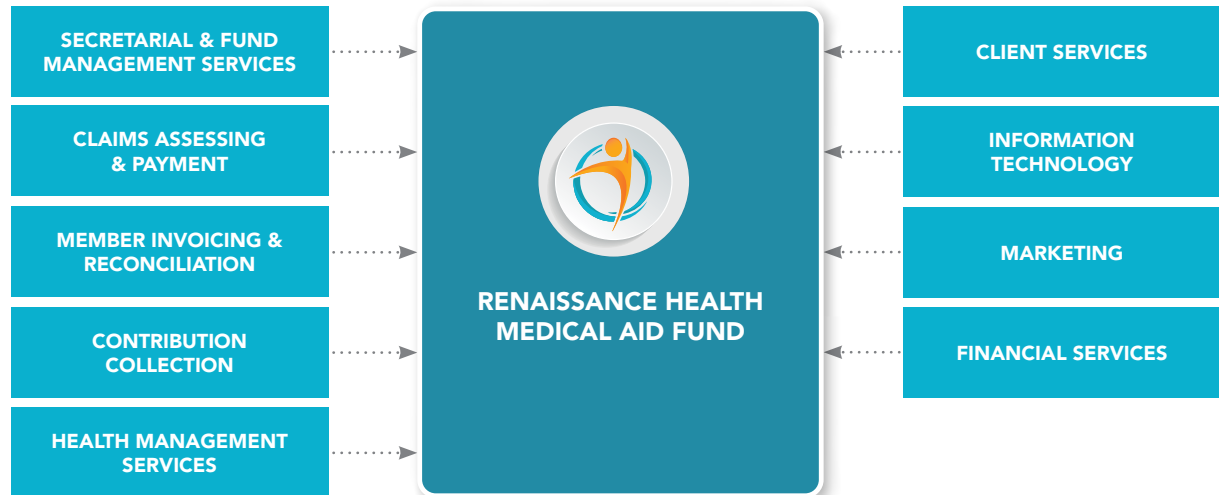 SECRETARIAL & FUND
MANAGEMENT SERVICES
CLAIMS ASSESSING
& PAYMENT
MEMBER INVOICING &
RECONCILIATION
CONTRIBUTION
COLLECTION
HEALTH MANAGEMENT
SERVICES
RENAISSANCE HEALTH
MEDICAL AID FUND
CLIENT SERVICES
INFORMATION
TECHNOLOGY
MARKETING
FINANCIAL SERVICES